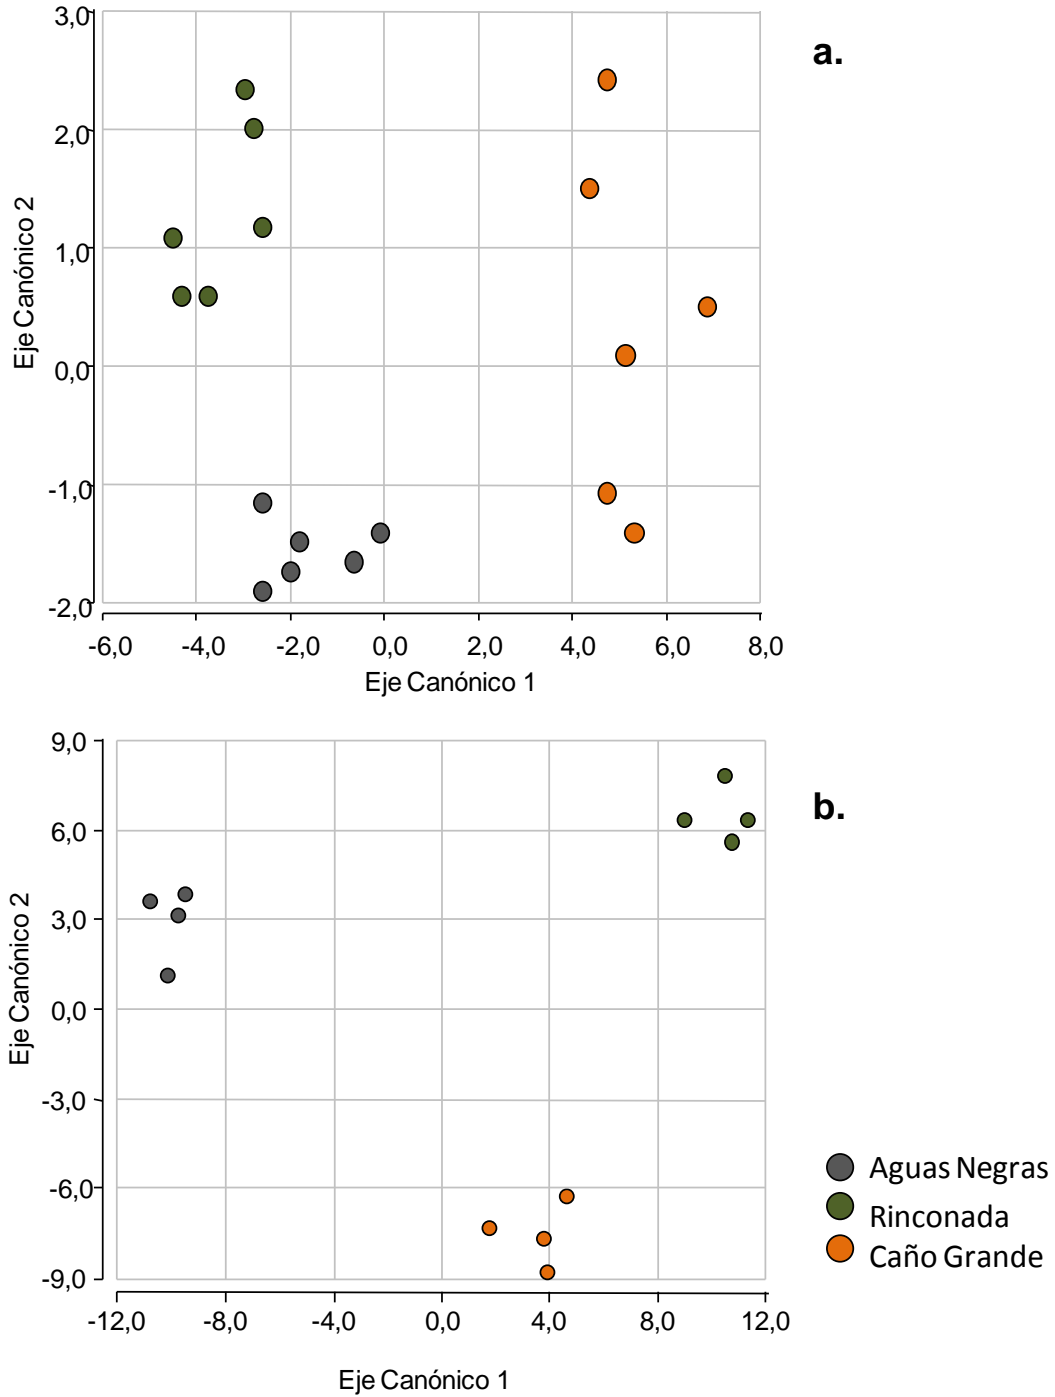 a.
3,0
2,0
1,0
0,0
-1,0
-2,0
Eje Canónico 2
-6,0 -4,0 -2,0 0,0 2,0 4,0 6,0 8,0
Eje Canónico 1
b.
9,0
6,0
3,0
0,0
-3,0
-6,0
-9,0
Eje Canónico 2
-12,0 -8,0 -4,0 0,0 4,0 8,0 12,0
Eje Canónico 1
Aguas Negras
Rinconada
Caño Grande